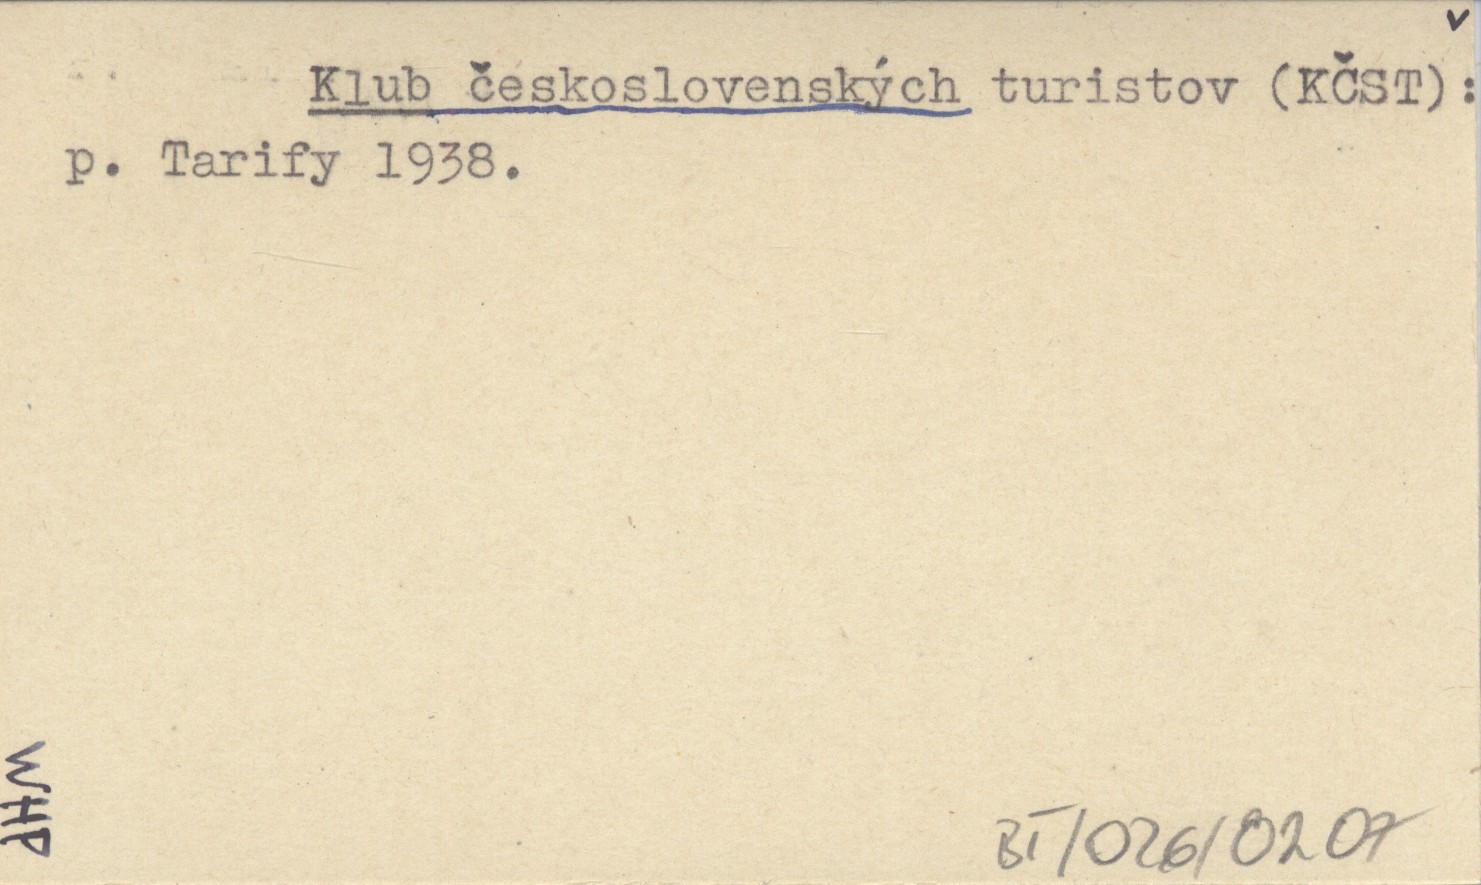 v
Klub československých turistov (KČST):
p. Tarify 1938.
WHP
BT/026/0207